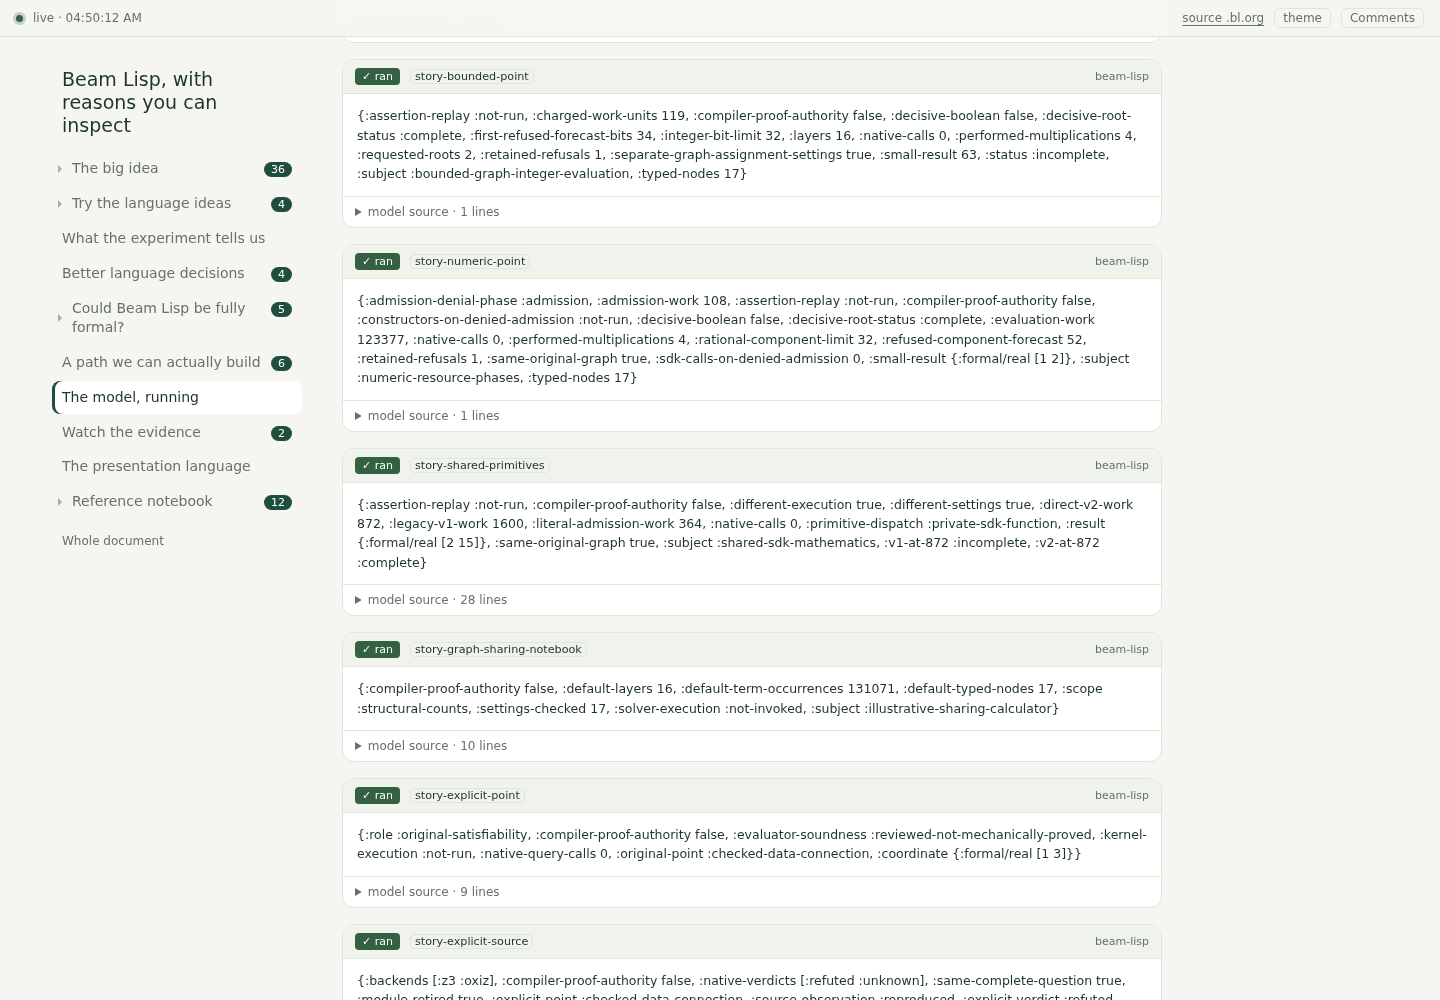 live · 04:50:12 AM
source .bl.org
theme
Comments
Beam Lisp, with
reasons you can
inspect
The big idea 36
Try the language ideas 4
What the experiment tells us
Better language decisions 4
Could Beam Lisp be fully 5
formal?
A path we can actually build 6
The model, running
Watch the evidence 2
The presentation language
Reference notebook 12
Whole document
✓ ran story-bounded-point beam-lisp
{:assertion-replay :not-run, :charged-work-units 119, :compiler-proof-authority false, :decisive-boolean false, :decisive-root-
status :complete, :first-refused-forecast-bits 34, :integer-bit-limit 32, :layers 16, :native-calls 0, :performed-multiplications 4,
:requested-roots 2, :retained-refusals 1, :separate-graph-assignment-settings true, :small-result 63, :status :incomplete,
:subject :bounded-graph-integer-evaluation, :typed-nodes 17}
▶ model source · 1 lines
✓ ran story-numeric-point beam-lisp
{:admission-denial-phase :admission, :admission-work 108, :assertion-replay :not-run, :compiler-proof-authority false,
:constructors-on-denied-admission :not-run, :decisive-boolean false, :decisive-root-status :complete, :evaluation-work
123377, :native-calls 0, :performed-multiplications 4, :rational-component-limit 32, :refused-component-forecast 52,
:retained-refusals 1, :same-original-graph true, :sdk-calls-on-denied-admission 0, :small-result {:formal/real [1 2]}, :subject
:numeric-resource-phases, :typed-nodes 17}
▶ model source · 1 lines
✓ ran story-shared-primitives beam-lisp
{:assertion-replay :not-run, :compiler-proof-authority false, :different-execution true, :different-settings true, :direct-v2-work
872, :legacy-v1-work 1600, :literal-admission-work 364, :native-calls 0, :primitive-dispatch :private-sdk-function, :result
{:formal/real [2 15]}, :same-original-graph true, :subject :shared-sdk-mathematics, :v1-at-872 :incomplete, :v2-at-872
:complete}
▶ model source · 28 lines
✓ ran story-graph-sharing-notebook beam-lisp
{:compiler-proof-authority false, :default-layers 16, :default-term-occurrences 131071, :default-typed-nodes 17, :scope
:structural-counts, :settings-checked 17, :solver-execution :not-invoked, :subject :illustrative-sharing-calculator}
▶ model source · 10 lines
✓ ran story-explicit-point beam-lisp
{:role :original-satisfiability, :compiler-proof-authority false, :evaluator-soundness :reviewed-not-mechanically-proved, :kernel-
execution :not-run, :native-query-calls 0, :original-point :checked-data-connection, :coordinate {:formal/real [1 3]}}
▶ model source · 9 lines
✓ ran story-explicit-source beam-lisp
{:backends [:z3 :oxiz], :compiler-proof-authority false, :native-verdicts [:refuted :unknown], :same-complete-question true,
:module-retired true, :explicit-point :checked-data-connection, :source-observation :reproduced, :explicit-verdict :refuted,